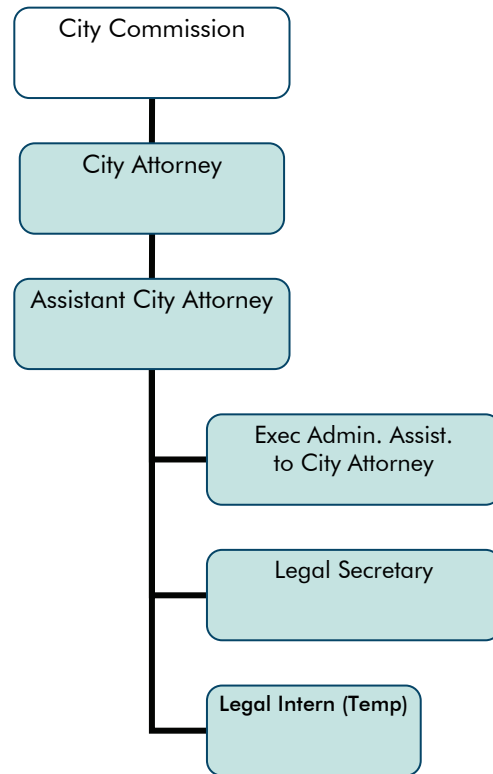 City Commission
City Attorney
Assistant City Attorney
Exec Admin. Assist.
to City Attorney
Legal Secretary
Legal Intern (Temp)